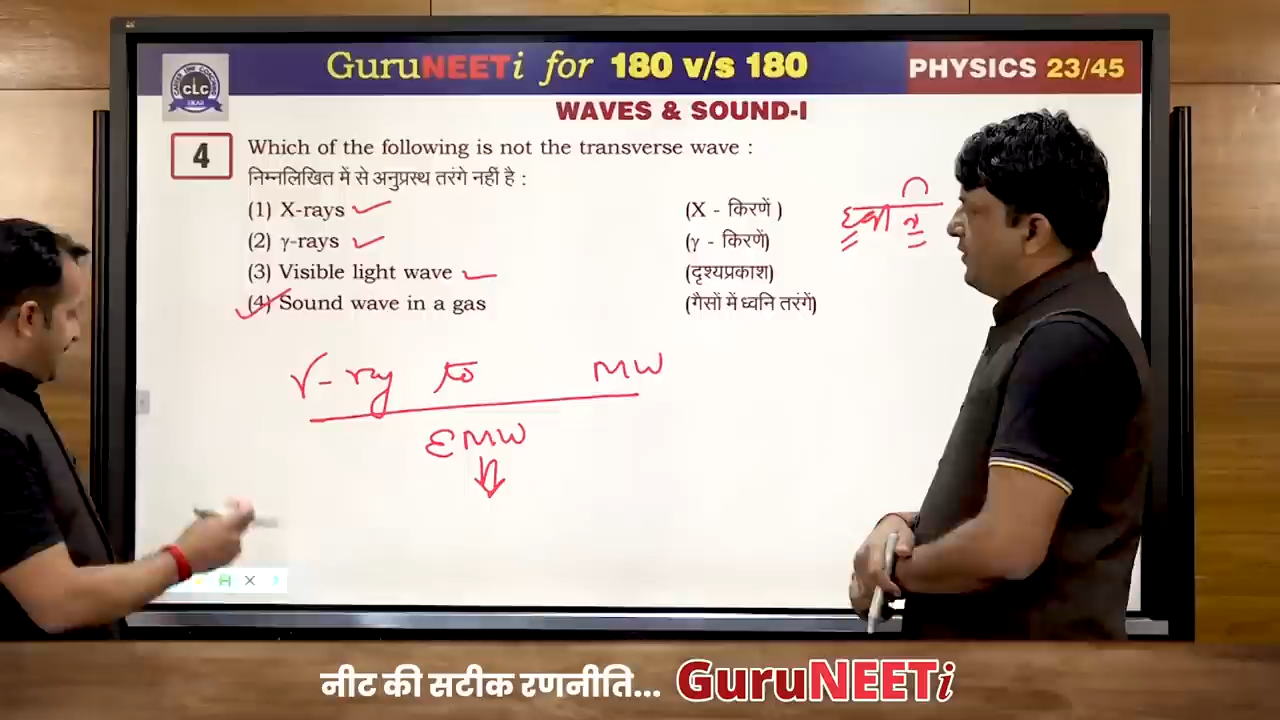 GuruNEETi for 180 v/s 180
PHYSICS 23/45
CLC
SIKAR
WAVES & SOUND-I
4
Which of the following is not the transverse wave :
निम्नलिखित में से अनुप्रस्थ तरंगे नहीं है :
(1) X-rays (X - किरणें )
(2) γ-rays (γ - किरणें)
(3) Visible light wave (दृश्यप्रकाश)
(4) Sound wave in a gas (गैसों में ध्वनि तरंगें)
γ-ray to MW
EMW
नीट की सटीक रणनीति...
GuruNEETi